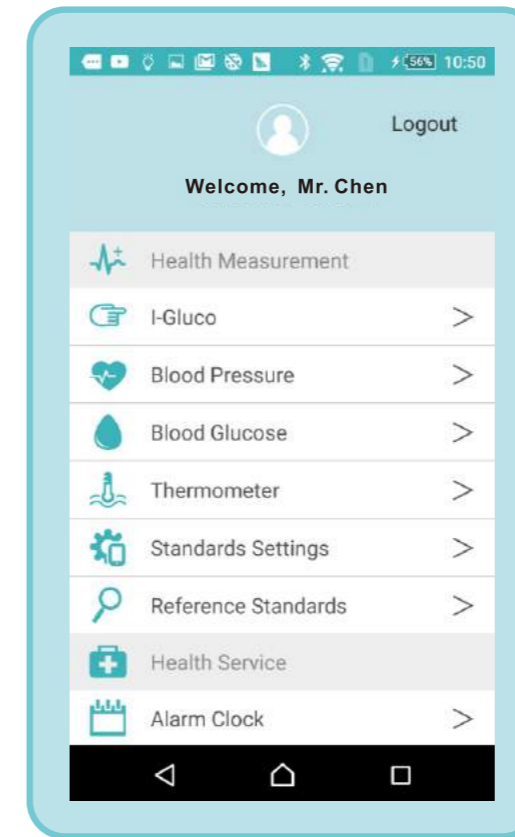 56% 10:50
Logout
Welcome, Mr. Chen
Health Measurement
I-Gluco
Blood Pressure
Blood Glucose
Thermometer
Standards Settings
Reference Standards
Health Service
Alarm Clock